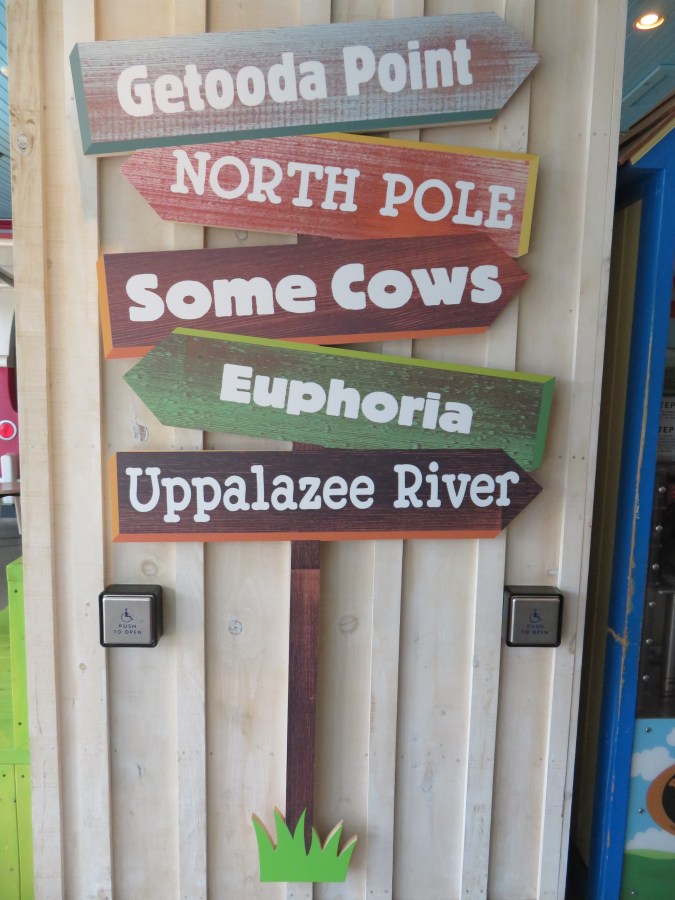 Getooda Point
NORTH POLE
Some Cows
Euphoria
Uppalazee River
PUSH
TO OPEN
PUSH
TO OPEN